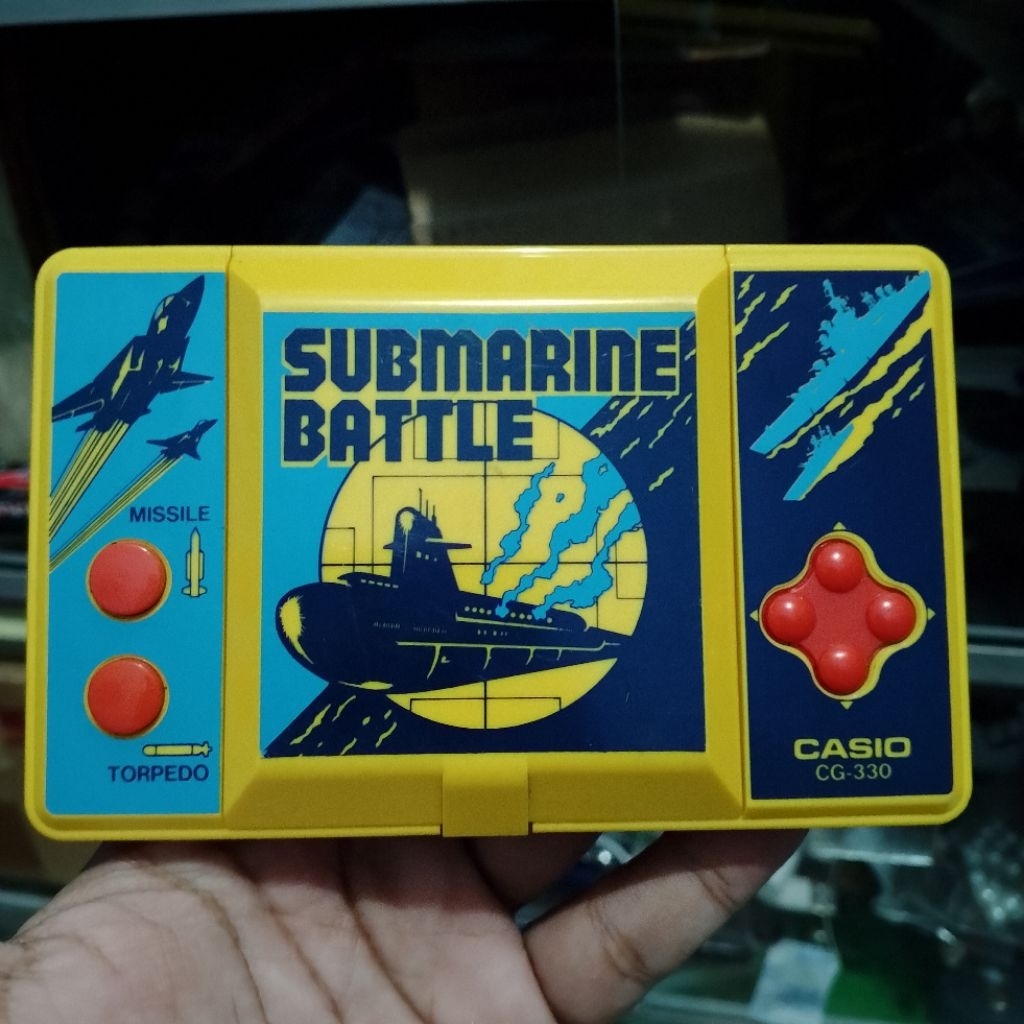 SUBMARINE
BATTLE
MISSILE
TORPEDO
CASIO
CG-330